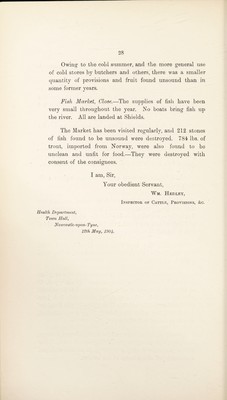 28
Owing to the cold summer, and the more general use
of cold stores by butchers and others, there was a smaller
quantity of provisions and fruit found unsound than in
some former years.
Fish Market, Close.—The supplies of fish have been
very small throughout the year. No boats bring fish up
the river. All are landed at Shields.
The Market has been visited regularly, and 212 stones
of fish found to be unsound were destroyed. 784 lbs. of
trout, imported from Norway, were also found to be
unclean and unfit for food.—They were destroyed with
consent of the consignees.
I am, Sir,
Your obedient Servant,
Wm. Hedley,
Inspector of Cattle, Provisions, &c.
Health Department,
Town Hall,
Newcastle-upon-Tyne,